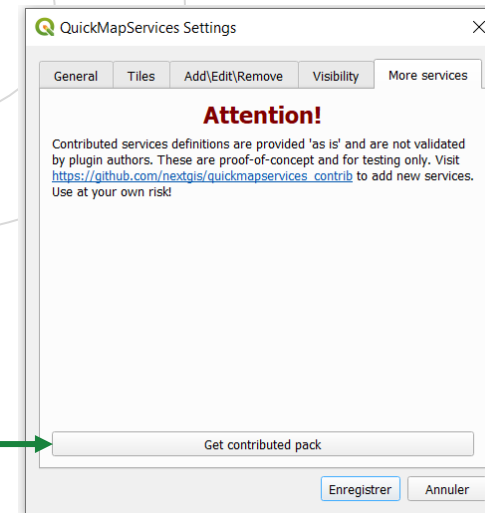 QuickMapServices Settings
General Tiles Add\Edit\Remove Visibility More services
Attention!
Contributed services definitions are provided 'as is' and are not validated
by plugin authors. These are proof-of-concept and for testing only. Visit
https://github.com/nextgis/quickmapservices_contrib to add new services.
Use at your own risk!
Get contributed pack
Enregistrer Annuler